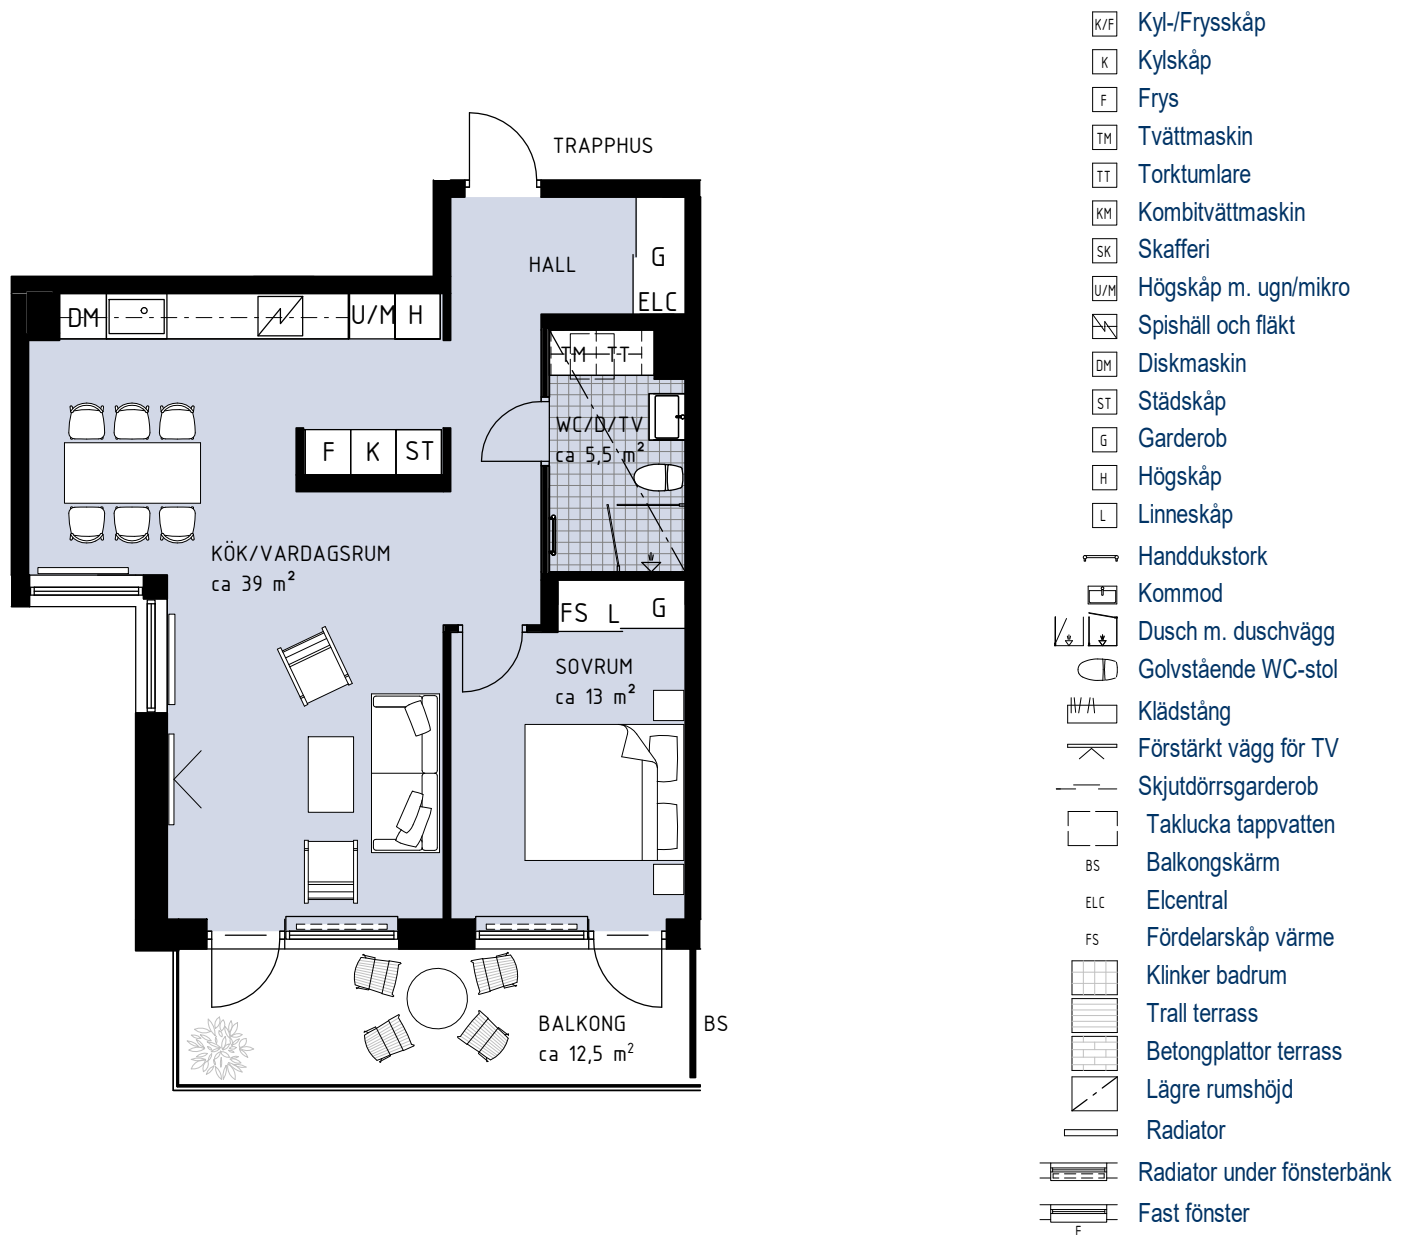 TRAPPHUS
HALL
G
ELC
DM
U/M
H
TM
TT
WC/D/TV
ca 5,5 m²
F
K
ST
KÖK/VARDAGSRUM
ca 39 m²
FS
L
G
SOVRUM
ca 13 m²
BALKONG
ca 12,5 m²
BS
K/F Kyl-/Frysskåp
K Kylskåp
F Frys
TM Tvättmaskin
TT Torktumlare
KM Kombitvättmaskin
SK Skafferi
U/M Högskåp m. ugn/mikro
Spishäll och fläkt
DM Diskmaskin
ST Städskåp
G Garderob
H Högskåp
L Linneskåp
Handdukstork
Kommod
Dusch m. duschvägg
Golvstående WC-stol
Klädstång
Förstärkt vägg för TV
Skjutdörrsgarderob
Taklucka tappvatten
BS Balkongskärm
ELC Elcentral
FS Fördelarskåp värme
Klinker badrum
Trall terrass
Betongplattor terrass
Lägre rumshöjd
Radiator
Radiator under fönsterbänk
Fast fönster
F